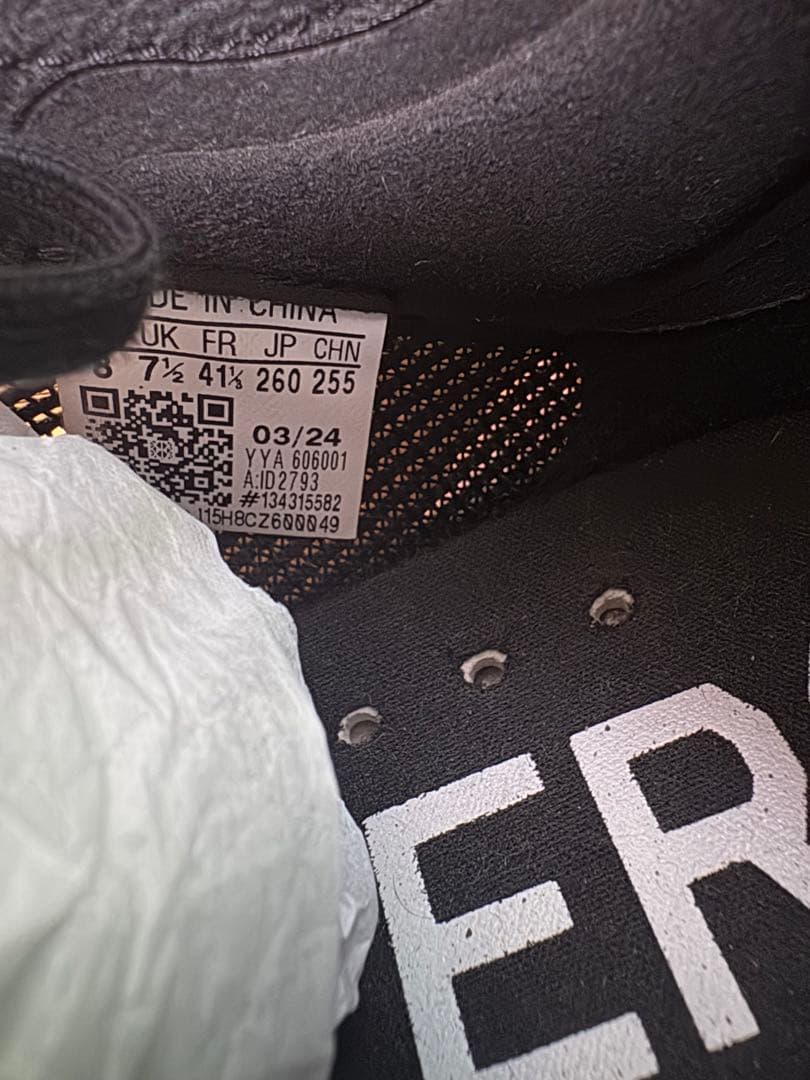 DE IN CHINA
UK FR JP CHN
8 7½ 41⅓ 260 255
03/24
YYA 606001
A:ID2793
#134315582
115H8CZ600049
ER